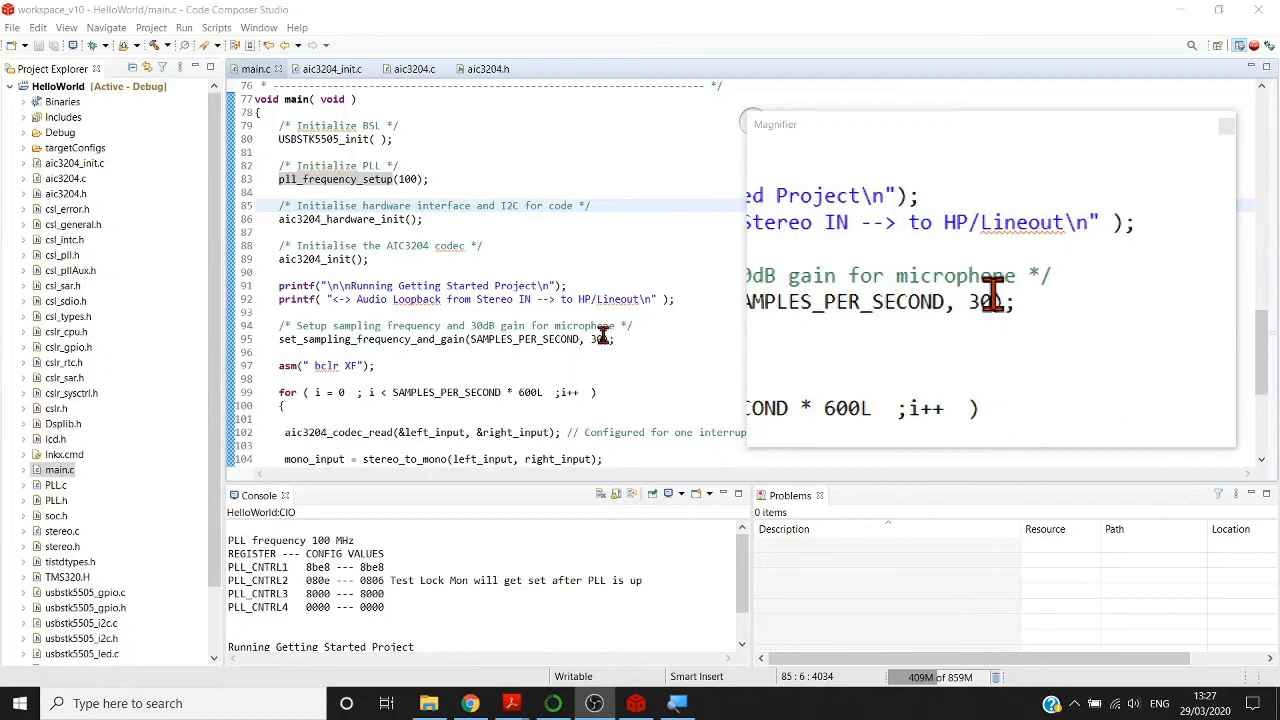 workspace_v10 - HelloWorld/main.c - Code Composer Studio
File Edit View Navigate Project Run Scripts Window Help
Project Explorer
HelloWorld [Active - Debug]
Binaries
Includes
Debug
targetConfigs
aic3204_init.c
aic3204.c
aic3204.h
csl_error.h
csl_general.h
csl_intc.h
csl_pll.h
csl_pllAux.h
csl_sdio.h
csl_types.h
cslr_cpu.h
cslr_gpio.h
cslr_rtc.h
cslr_sar.h
cslr_sysctrl.h
cslr.h
Dsplib.h
lcd.h
lnkx.cmd
main.c
PLL.c
PLL.h
soc.h
stereo.c
stereo.h
tistdtypes.h
TMS320.H
usbstk5505_gpio.c
usbstk5505_gpio.h
usbstk5505_i2c.c
usbstk5505_i2c.h
usbstk5505_led.c
main.c aic3204_init.c aic3204.c aic3204.h
76 * ------------------------------------------------------------------------ */
77 void main( void )
78 {
79 /* Initialize BSL */
80 USBSTK5505_init( );
81
82 /* Initialize PLL */
83 pll_frequency_setup(100);
84
85 /* Initialise hardware interface and I2C for code */
86 aic3204_hardware_init();
87
88 /* Initialise the AIC3204 codec */
89 aic3204_init();
90
91 printf("\n\nRunning Getting Started Project\n");
92 printf( "<-> Audio Loopback from Stereo IN --> to HP/Lineout\n" );
93
94 /* Setup sampling frequency and 30dB gain for microphone */
95 set_sampling_frequency_and_gain(SAMPLES_PER_SECOND, 30);
96
97 asm(" bclr XF");
98
99 for ( i = 0 ; i < SAMPLES_PER_SECOND * 600L ;i++ )
100 {
101
102 aic3204_codec_read(&left_input, &right_input); // Configured for one interrup
103
104 mono_input = stereo_to_mono(left_input, right_input);
Magnifier
ed Project\n");
Stereo IN --> to HP/Lineout\n" );
0dB gain for microphone */
AMPLES_PER_SECOND, 30);
COND * 600L ;i++ )
Console
HelloWorld:CIO
PLL frequency 100 MHz
REGISTER --- CONFIG VALUES
PLL_CNTRL1 8be8 --- 8be8
PLL_CNTRL2 080e --- 0806 Test Lock Mon will get set after PLL is up
PLL_CNTRL3 8000 --- 8000
PLL_CNTRL4 0000 --- 0000
Running Getting Started Project
Problems
0 items
Description Resource Path Location
Writable Smart Insert 85 : 6 : 4034 409M of 859M
Type here to search
13:27
29/03/2020